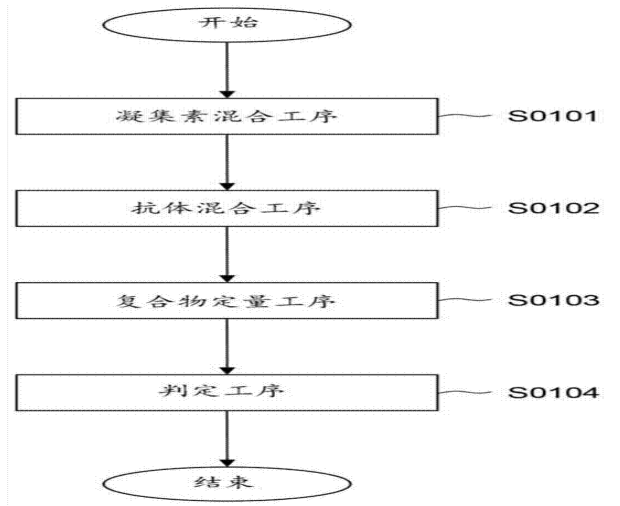 开始
凝集素混合工序 S0101
抗体混合工序 S0102
复合物定量工序 S0103
判定工序 S0104
结束